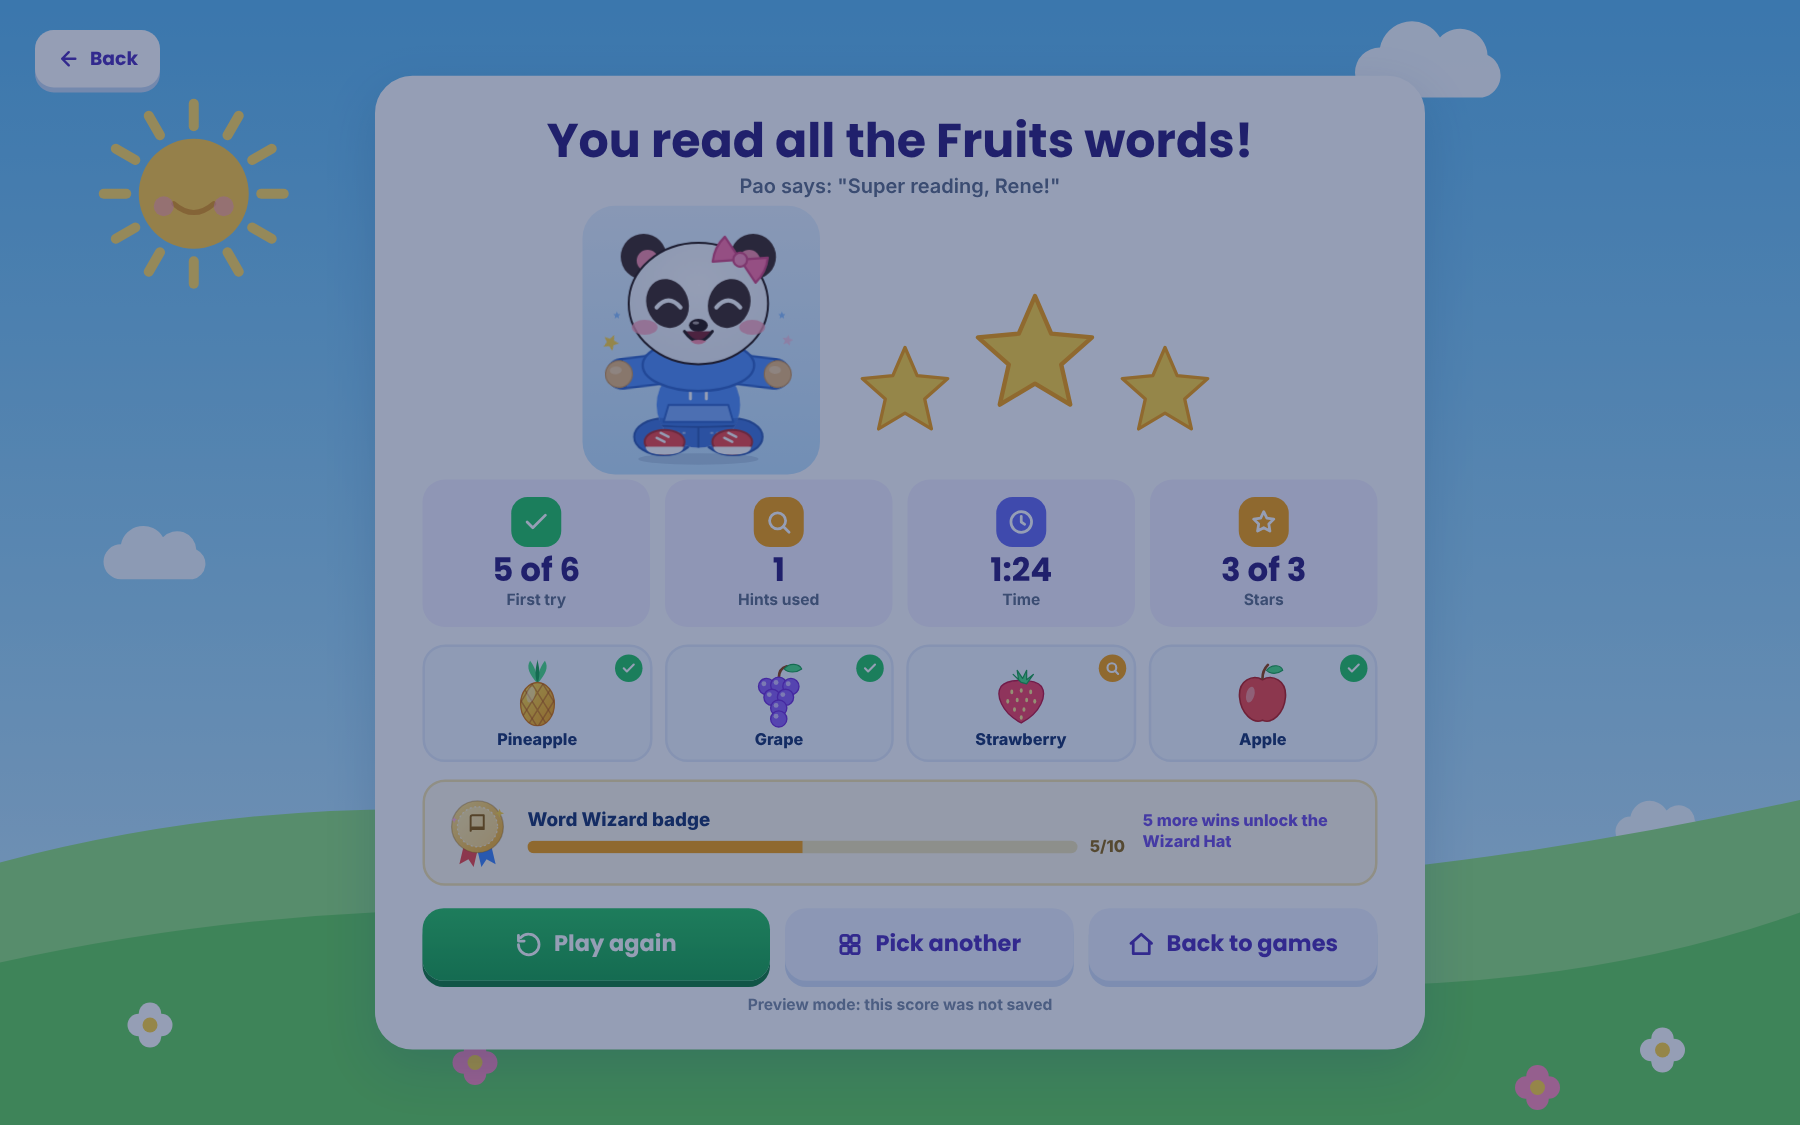 Back
You read all the Fruits words!
Pao says: "Super reading, Rene!"
5 of 6
First try
1
Hints used
1:24
Time
3 of 3
Stars
Pineapple
Grape
Strawberry
Apple
Word Wizard badge
5/10
5 more wins unlock the
Wizard Hat
Play again
Pick another
Back to games
Preview mode: this score was not saved